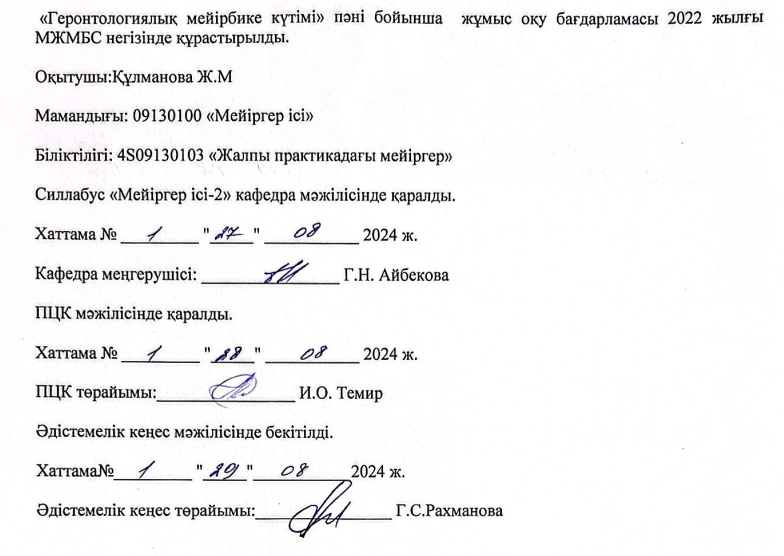 «Геронтологиялық мейірбике күтімі» пәні бойынша жұмыс оқу бағдарламасы 2022 жылғы
МЖМБС негізінде құрастырылды.
Оқытушы:Құлманова Ж.М
Мамандығы: 09130100 «Мейіргер ісі»
Біліктілігі: 4S09130103 «Жалпы практикадағы мейіргер»
Силлабус «Мейіргер ісі-2» кафедра мәжілісінде қаралды.
Хаттама № 1 "27" 08 2024 ж.
Кафедра меңгерушісі: Г.Н. Айбекова
ПЦК мәжілісінде қаралды.
Хаттама № 1 "28" 08 2024 ж.
ПЦК төрайымы: И.О. Темир
Әдістемелік кеңес мәжілісінде бекітілді.
Хаттама№ 1 "29" 08 2024 ж.
Әдістемелік кеңес төрайымы: Г.С.Рахманова